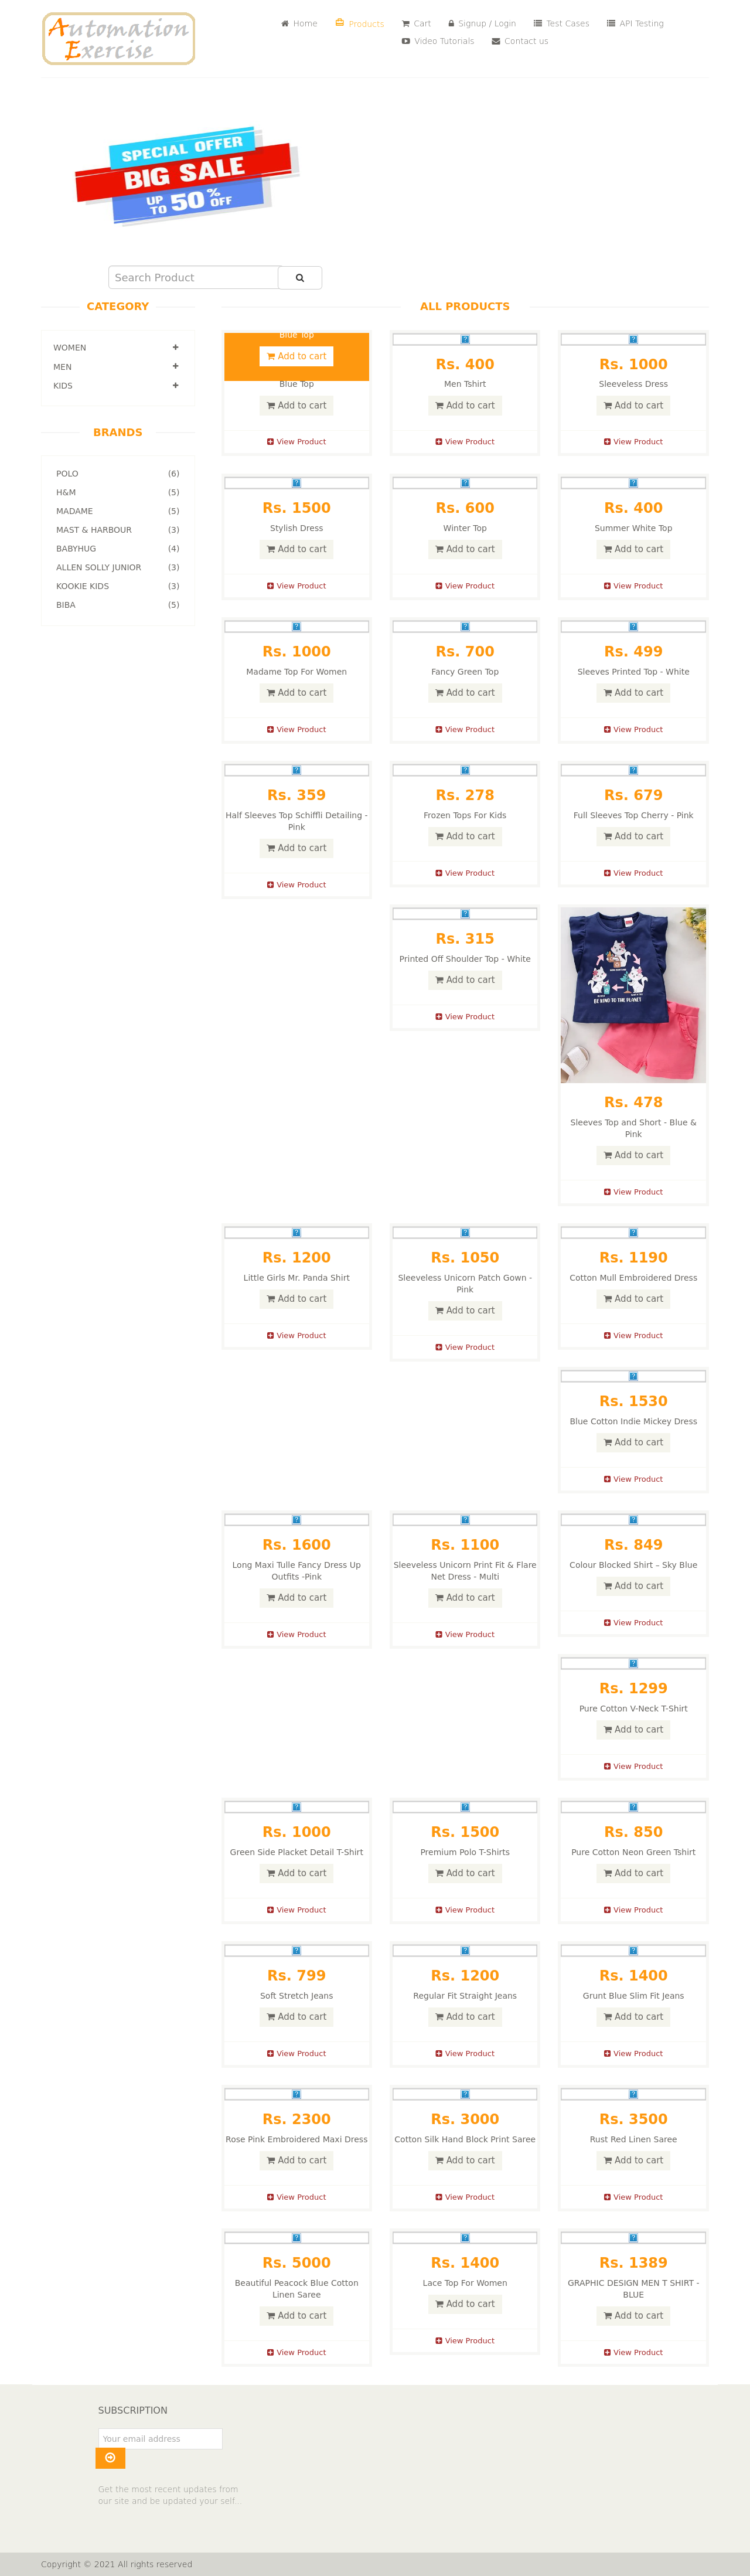 Automation
Exercise
Home
Products
Cart
Signup / Login
Test Cases
API Testing
Video Tutorials
Contact us
SPECIAL OFFER
BIG SALE
UP TO 50% OFF
Search Product
CATEGORY
WOMEN
MEN
KIDS
BRANDS
POLO (6)
H&M (5)
MADAME (5)
MAST & HARBOUR (3)
BABYHUG (4)
ALLEN SOLLY JUNIOR (3)
KOOKIE KIDS (3)
BIBA (5)
ALL PRODUCTS
Blue Top
Add to cart
Blue Top
Add to cart
View Product
Rs. 400
Men Tshirt
Add to cart
View Product
Rs. 1000
Sleeveless Dress
Add to cart
View Product
Rs. 1500
Stylish Dress
Add to cart
View Product
Rs. 600
Winter Top
Add to cart
View Product
Rs. 400
Summer White Top
Add to cart
View Product
Rs. 1000
Madame Top For Women
Add to cart
View Product
Rs. 700
Fancy Green Top
Add to cart
View Product
Rs. 499
Sleeves Printed Top - White
Add to cart
View Product
Rs. 359
Half Sleeves Top Schiffli Detailing -
Pink
Add to cart
View Product
Rs. 278
Frozen Tops For Kids
Add to cart
View Product
Rs. 679
Full Sleeves Top Cherry - Pink
Add to cart
View Product
Rs. 315
Printed Off Shoulder Top - White
Add to cart
View Product
BE KIND TO THE PLANET
Rs. 478
Sleeves Top and Short - Blue &
Pink
Add to cart
View Product
Rs. 1200
Little Girls Mr. Panda Shirt
Add to cart
View Product
Rs. 1050
Sleeveless Unicorn Patch Gown -
Pink
Add to cart
View Product
Rs. 1190
Cotton Mull Embroidered Dress
Add to cart
View Product
Rs. 1530
Blue Cotton Indie Mickey Dress
Add to cart
View Product
Rs. 1600
Long Maxi Tulle Fancy Dress Up
Outfits -Pink
Add to cart
View Product
Rs. 1100
Sleeveless Unicorn Print Fit & Flare
Net Dress - Multi
Add to cart
View Product
Rs. 849
Colour Blocked Shirt – Sky Blue
Add to cart
View Product
Rs. 1299
Pure Cotton V-Neck T-Shirt
Add to cart
View Product
Rs. 1000
Green Side Placket Detail T-Shirt
Add to cart
View Product
Rs. 1500
Premium Polo T-Shirts
Add to cart
View Product
Rs. 850
Pure Cotton Neon Green Tshirt
Add to cart
View Product
Rs. 799
Soft Stretch Jeans
Add to cart
View Product
Rs. 1200
Regular Fit Straight Jeans
Add to cart
View Product
Rs. 1400
Grunt Blue Slim Fit Jeans
Add to cart
View Product
Rs. 2300
Rose Pink Embroidered Maxi Dress
Add to cart
View Product
Rs. 3000
Cotton Silk Hand Block Print Saree
Add to cart
View Product
Rs. 3500
Rust Red Linen Saree
Add to cart
View Product
Rs. 5000
Beautiful Peacock Blue Cotton
Linen Saree
Add to cart
View Product
Rs. 1400
Lace Top For Women
Add to cart
View Product
Rs. 1389
GRAPHIC DESIGN MEN T SHIRT -
BLUE
Add to cart
View Product
SUBSCRIPTION
Your email address
Get the most recent updates from
our site and be updated your self...
Copyright © 2021 All rights reserved